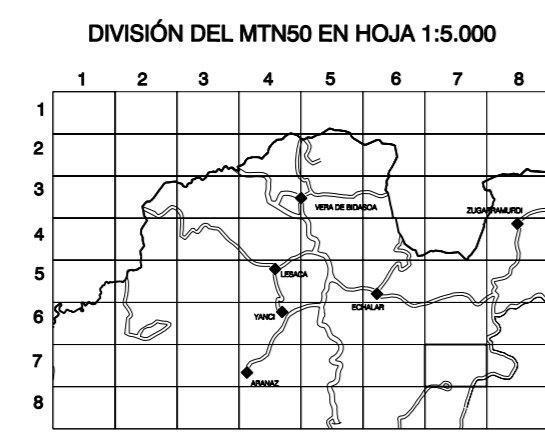 DIVISIÓN DEL MTN50 EN HOJA 1:5.000
1 2 3 4 5 6 7 8
1
2
3
VERA DE BIDASOA
ZUGARRAMURDI
4
5
LESACA
ECHALAR
6
YANCI
7
ARANAZ
8